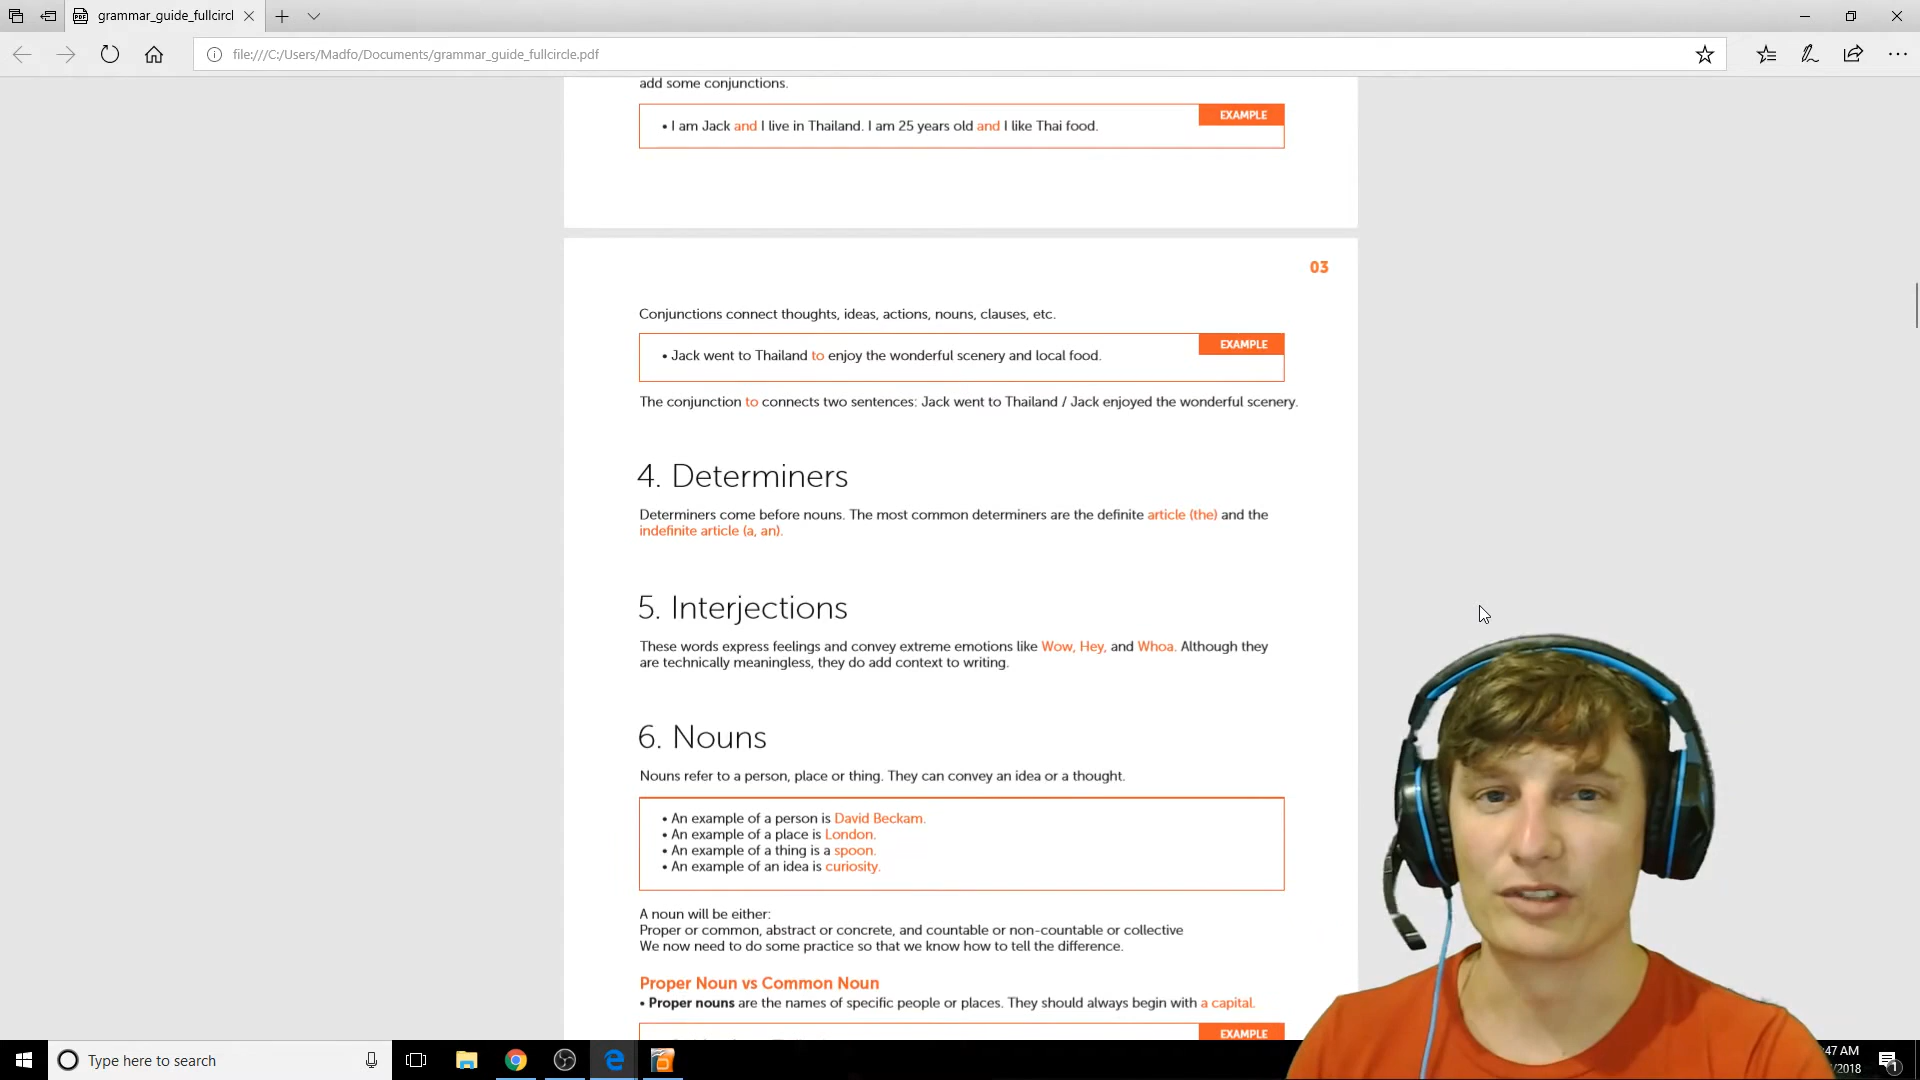 grammar_guide_fullcircl
file:///C:/Users/Madfo/Documents/grammar_guide_fullcircle.pdf
add some conjunctions.
EXAMPLE
• I am Jack and I live in Thailand. I am 25 years old and I like Thai food.
03
Conjunctions connect thoughts, ideas, actions, nouns, clauses, etc.
EXAMPLE
• Jack went to Thailand to enjoy the wonderful scenery and local food.
The conjunction to connects two sentences: Jack went to Thailand / Jack enjoyed the wonderful scenery.
4. Determiners
Determiners come before nouns. The most common determiners are the definite article (the) and the
indefinite article (a, an).
5. Interjections
These words express feelings and convey extreme emotions like Wow, Hey, and Whoa. Although they
are technically meaningless, they do add context to writing.
6. Nouns
Nouns refer to a person, place or thing. They can convey an idea or a thought.
• An example of a person is David Beckam.
• An example of a place is London.
• An example of a thing is a spoon.
• An example of an idea is curiosity.
A noun will be either:
Proper or common, abstract or concrete, and countable or non-countable or collective
We now need to do some practice so that we know how to tell the difference.
Proper Noun vs Common Noun
• Proper nouns are the names of specific people or places. They should always begin with a capital.
EXAMPLE
Type here to search
:47 AM
2018
1